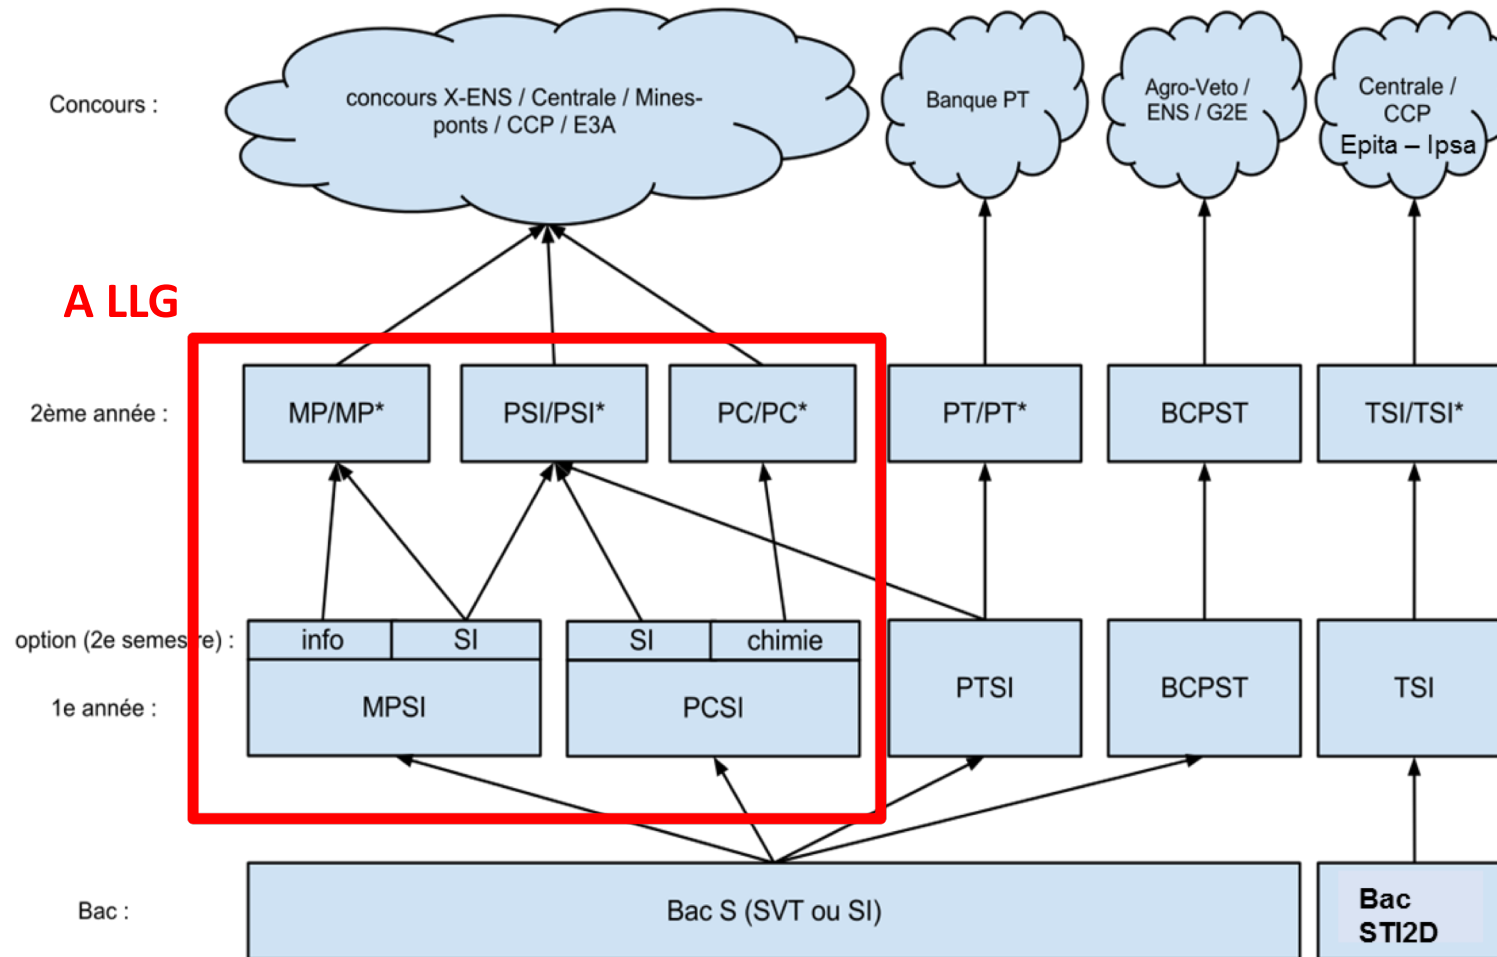 Concours :
concours X-ENS / Centrale / Mines-
ponts / CCP / E3A
Banque PT
Agro-Veto /
ENS / G2E
Centrale /
CCP
Epita – Ipsa
A LLG
2ème année :
MP/MP*
PSI/PSI*
PC/PC*
PT/PT*
BCPST
TSI/TSI*
option (2e semestre) :
info
SI
SI
chimie
1e année :
MPSI
PCSI
PTSI
BCPST
TSI
Bac :
Bac S (SVT ou SI)
Bac
STI2D